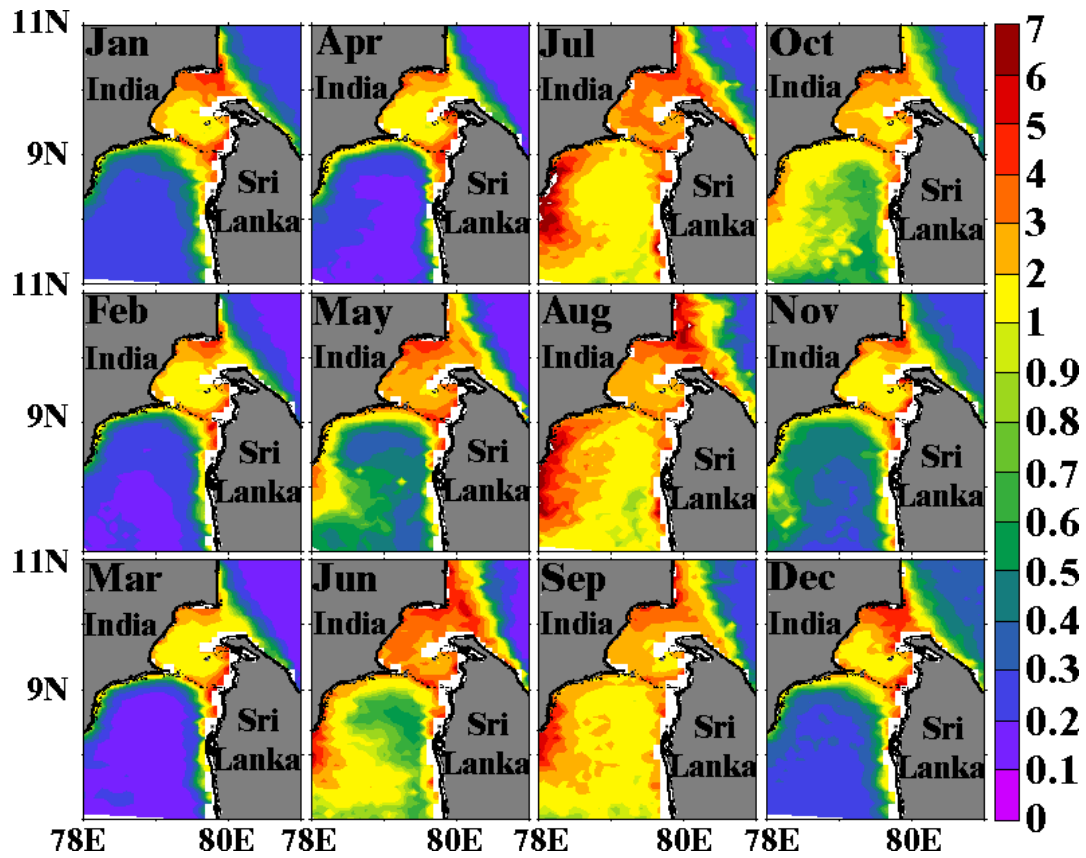 11N
Jan
Apr
Jul
Oct
7
6
India
India
India
India
5
4
9N
3
Sri
Lanka
Sri
Lanka
Sri
Lanka
Sri
Lanka
2
11N
Feb
May
Aug
Nov
1
India
India
India
India
0.9
0.8
9N
0.7
Sri
Lanka
Sri
Lanka
Sri
Lanka
Sri
Lanka
0.6
11N
Mar
Jun
Sep
Dec
0.5
0.4
India
India
India
India
0.3
9N
0.2
Sri
Lanka
Sri
Lanka
Sri
Lanka
Sri
Lanka
0.1
0
78E 80E 78E 80E 78E 80E 78E 80E